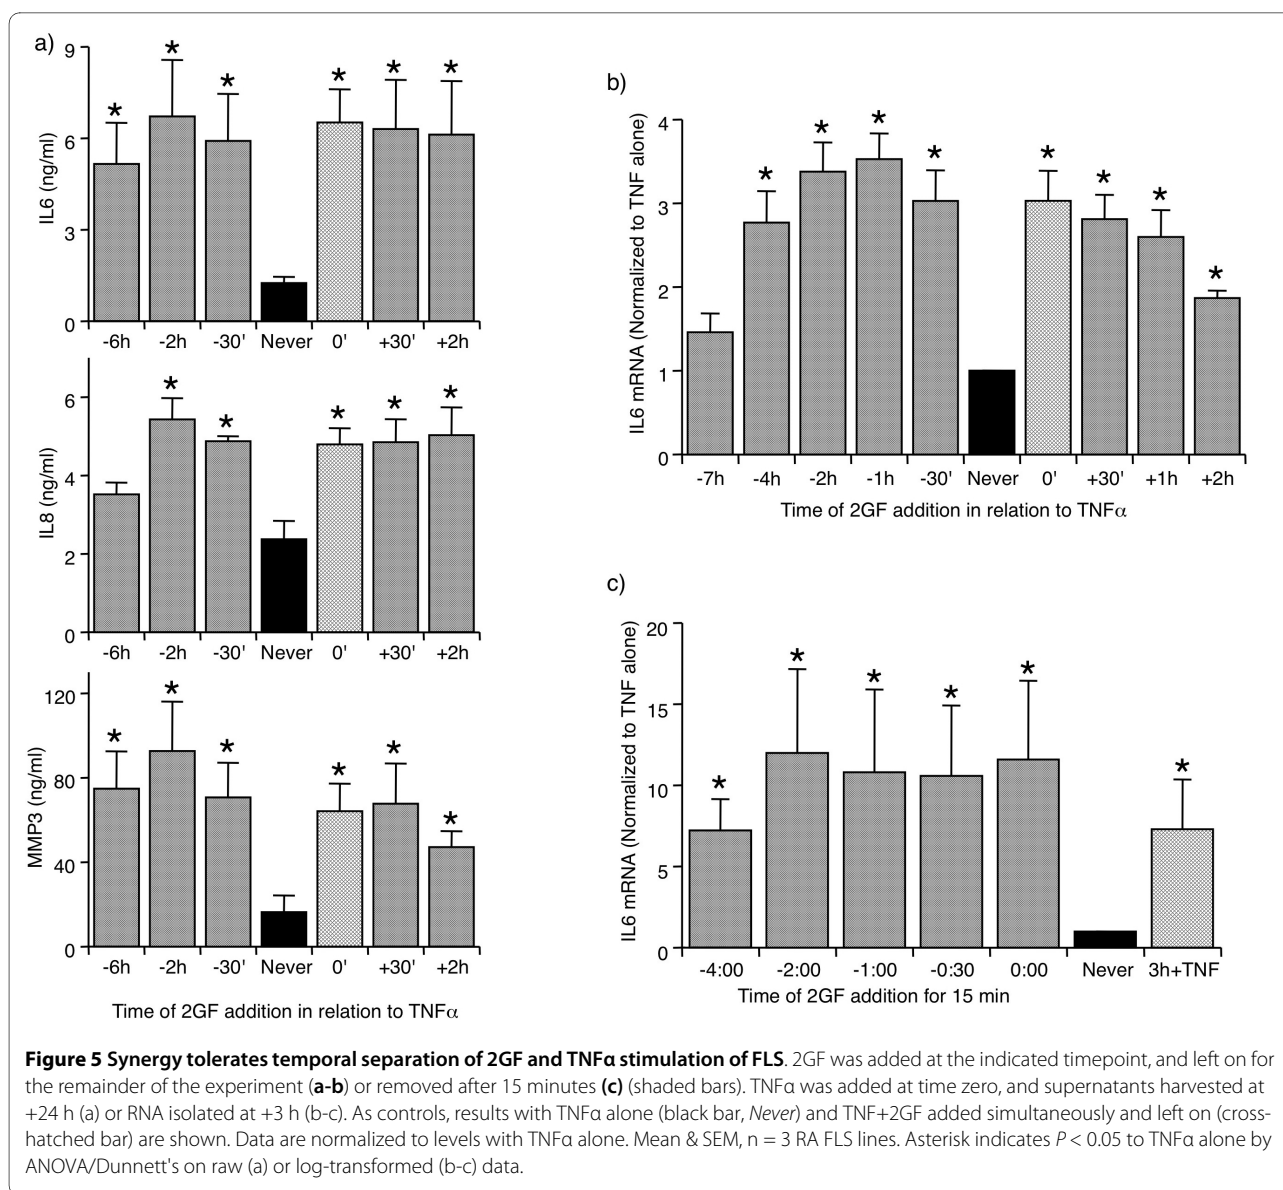 a)
9
6
3
0
IL6 (ng/ml)
* * * * * *
-6h -2h -30' Never 0' +30' +2h
6
4
2
0
IL8 (ng/ml)
* * * * *
-6h -2h -30' Never 0' +30' +2h
120
80
40
0
MMP3 (ng/ml)
* * * * * *
-6h -2h -30' Never 0' +30' +2h
Time of 2GF addition in relation to TNFα
b)
4
3
2
1
0
IL6 mRNA (Normalized to TNF alone)
* * * * * * * *
-7h -4h -2h -1h -30' Never 0' +30' +1h +2h
Time of 2GF addition in relation to TNFα
c)
20
15
10
5
0
IL6 mRNA (Normalized to TNF alone)
* * * * * *
-4:00 -2:00 -1:00 -0:30 0:00 Never 3h+TNF
Time of 2GF addition for 15 min
Figure 5 Synergy tolerates temporal separation of 2GF and TNFα stimulation of FLS. 2GF was added at the indicated timepoint, and left on for
the remainder of the experiment (a-b) or removed after 15 minutes (c) (shaded bars). TNFα was added at time zero, and supernatants harvested at
+24 h (a) or RNA isolated at +3 h (b-c). As controls, results with TNFα alone (black bar, Never) and TNF+2GF added simultaneously and left on (cross-
hatched bar) are shown. Data are normalized to levels with TNFα alone. Mean & SEM, n = 3 RA FLS lines. Asterisk indicates P < 0.05 to TNFα alone by
ANOVA/Dunnett's on raw (a) or log-transformed (b-c) data.